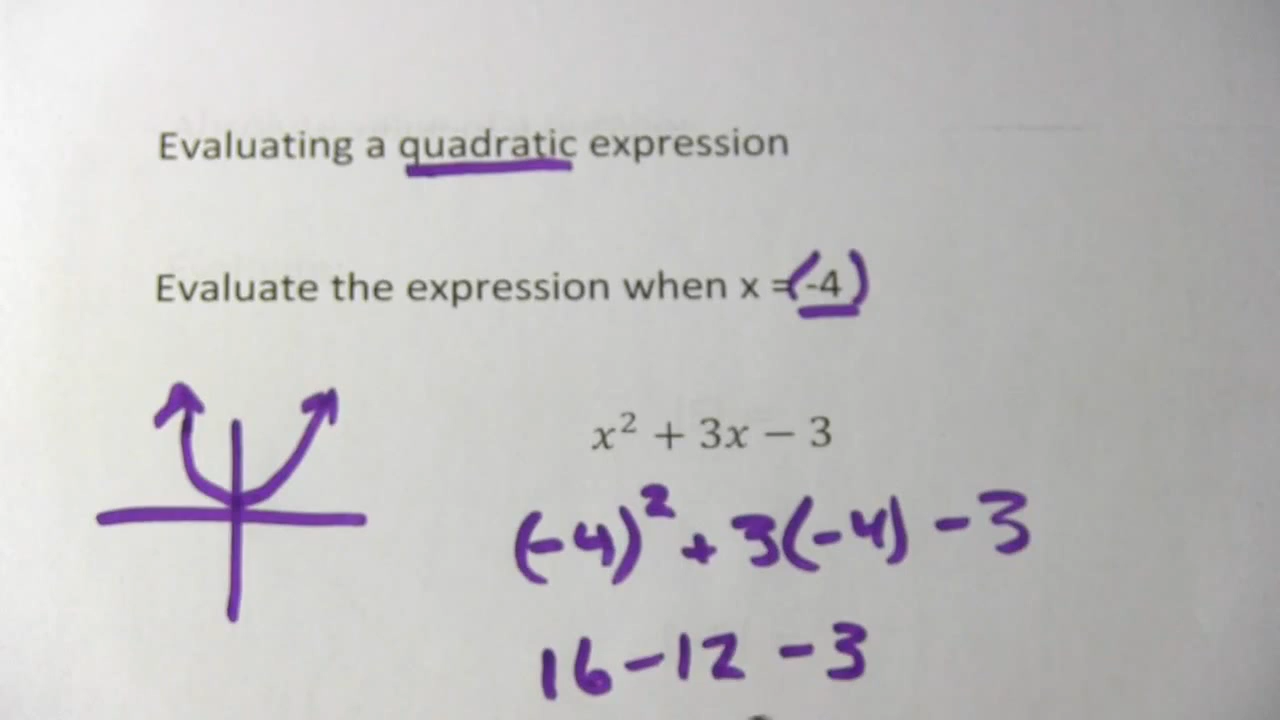 Evaluating a quadratic expression
Evaluate the expression when x =(-4)
x² + 3x − 3
(-4)² + 3(-4) - 3
16 - 12 - 3